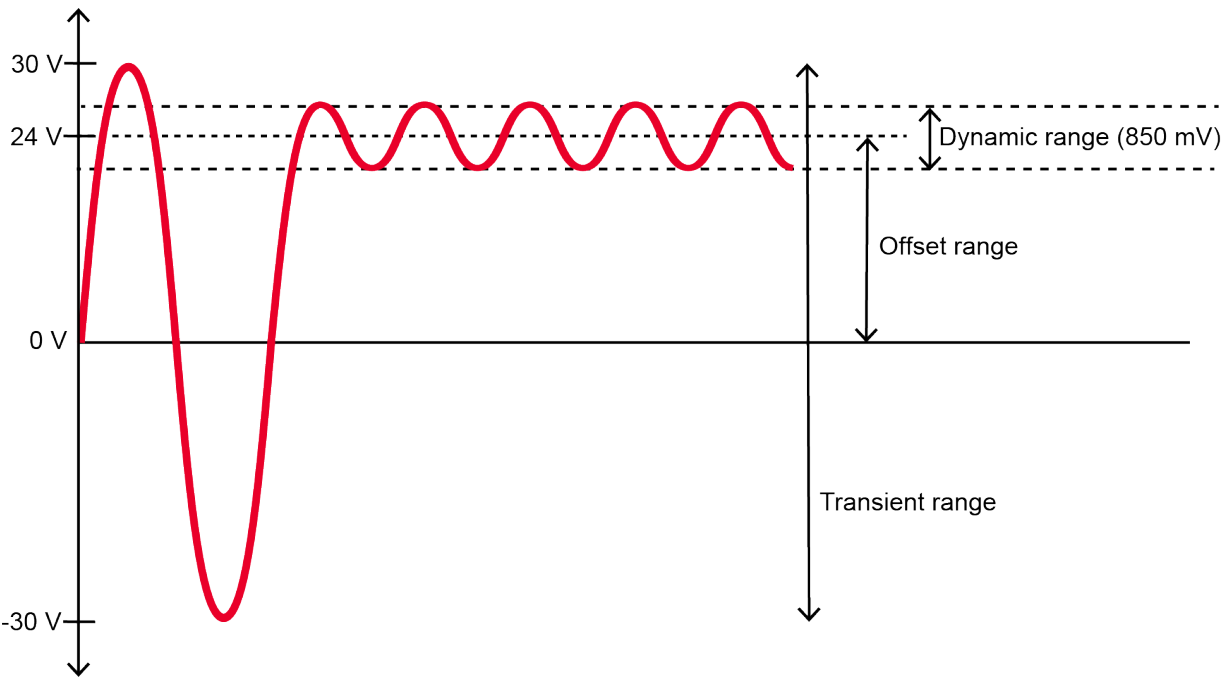 30 V
24 V
Dynamic range (850 mV)
Offset range
0 V
Transient range
-30 V